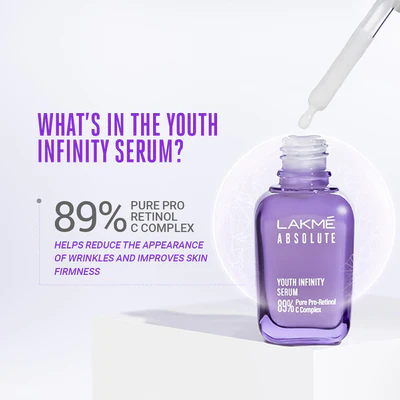 WHAT'S IN THE YOUTH
INFINITY SERUM?
89% PURE PRO
RETINOL
C COMPLEX
HELPS REDUCE THE APPEARANCE
OF WRINKLES AND IMPROVES SKIN
FIRMNESS
LAKMÉ
ABSOLUTE
YOUTH INFINITY
SERUM
89% Pure Pro-Retinol
C Complex